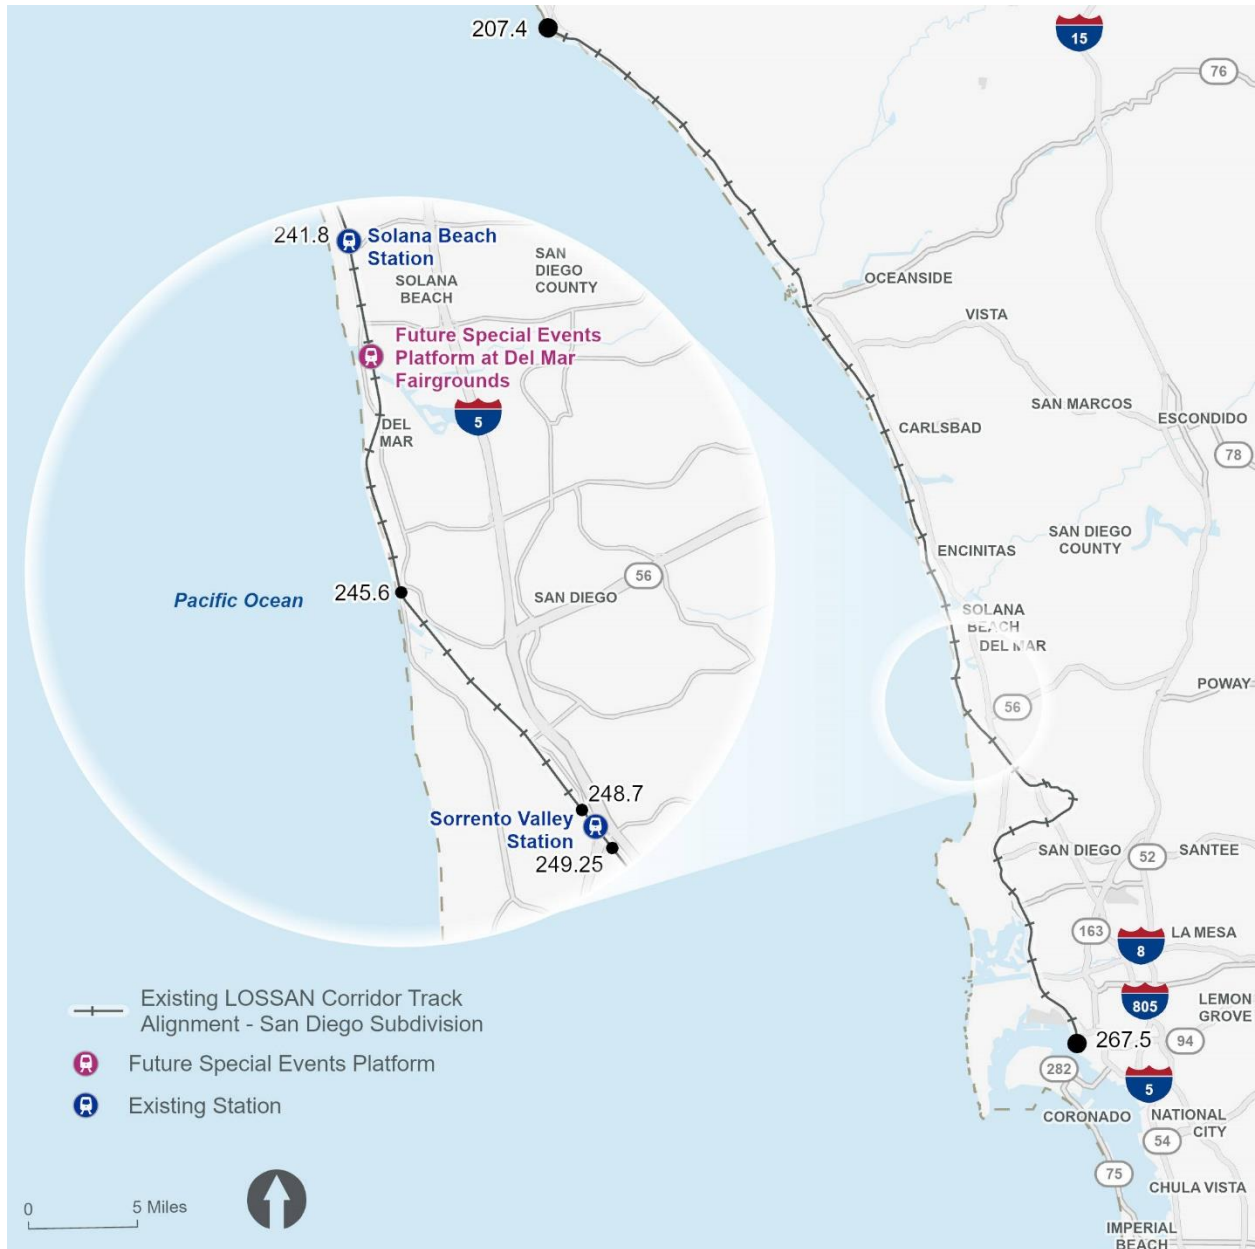 207.4
15
76
241.8
Solana Beach
Station
SOLANA
BEACH
SAN
DIEGO
COUNTY
Future Special Events
Platform at Del Mar
Fairgrounds
5
DEL
MAR
56
Pacific Ocean
245.6
SAN DIEGO
248.7
Sorrento Valley
Station
249.25
OCEANSIDE
VISTA
SAN MARCOS
ESCONDIDO
CARLSBAD
78
ENCINITAS
SAN DIEGO
COUNTY
SOLANA
BEACH
DEL MAR
POWAY
56
SAN DIEGO
52
SANTEE
163
LA MESA
8
805
LEMON
GROVE
267.5
94
282
5
CORONADO
NATIONAL
CITY
54
75
CHULA VISTA
IMPERIAL
BEACH
Existing LOSSAN Corridor Track
Alignment - San Diego Subdivision
Future Special Events Platform
Existing Station
0
5 Miles